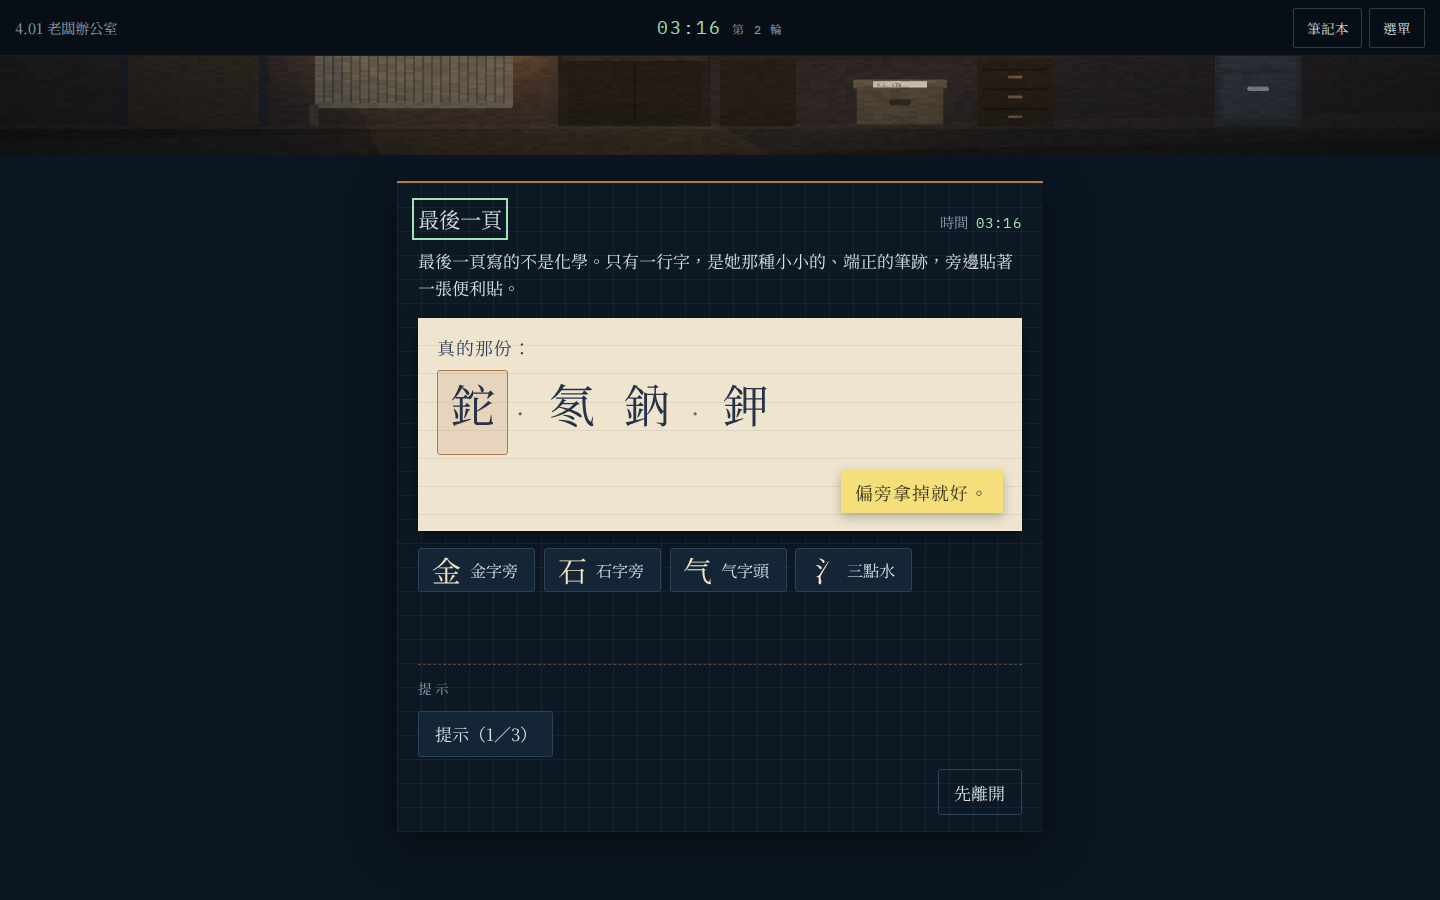 4.01 老闆辦公室
03:16 第 2 輪
筆記本
選單
最後一頁
時間 03:16
最後一頁寫的不是化學。只有一行字，是她那種小小的、端正的筆跡，旁邊貼著
一張便利貼。
真的那份：
鉈 · 氡 鈉 · 鉀
偏旁拿掉就好。
金 金字旁
石 石字旁
气 气字頭
氵 三點水
提示
提示（1／3）
先離開